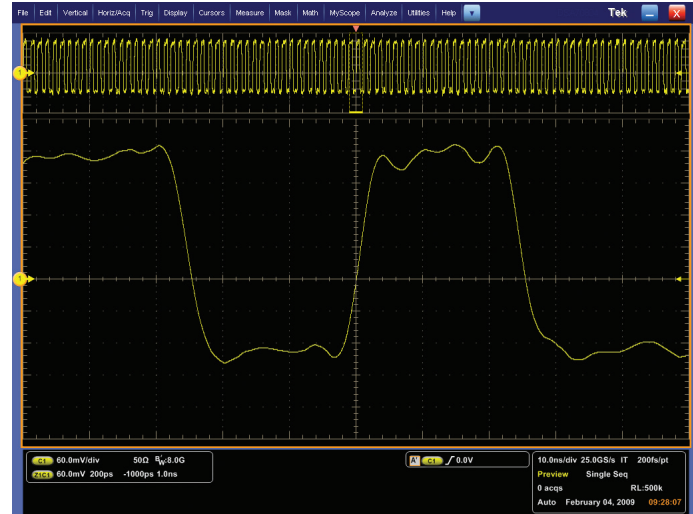 File Edit Vertical Horiz/Acq Trig Display Cursors Measure Mask Math MyScope Analyze Utilities Help Tek X
1
1
C1 60.0mV/div 50Ω BW:8.0G
Z1C1 60.0mV 200ps -1000ps 1.0ns
A' C1 0.0V
10.0ns/div 25.0GS/s IT 200fs/pt
Preview Single Seq
0 acqs RL:500k
Auto February 04, 2009 09:28:07